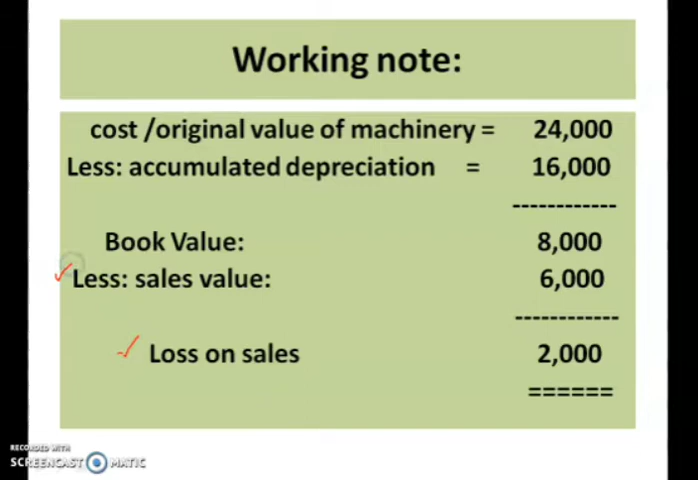 Working note:
cost /original value of machinery = 24,000
Less: accumulated depreciation = 16,000
------------
Book Value: 8,000
Less: sales value: 6,000
------------
Loss on sales 2,000
======
RECORDED WITH
SCREENCAST MATIC